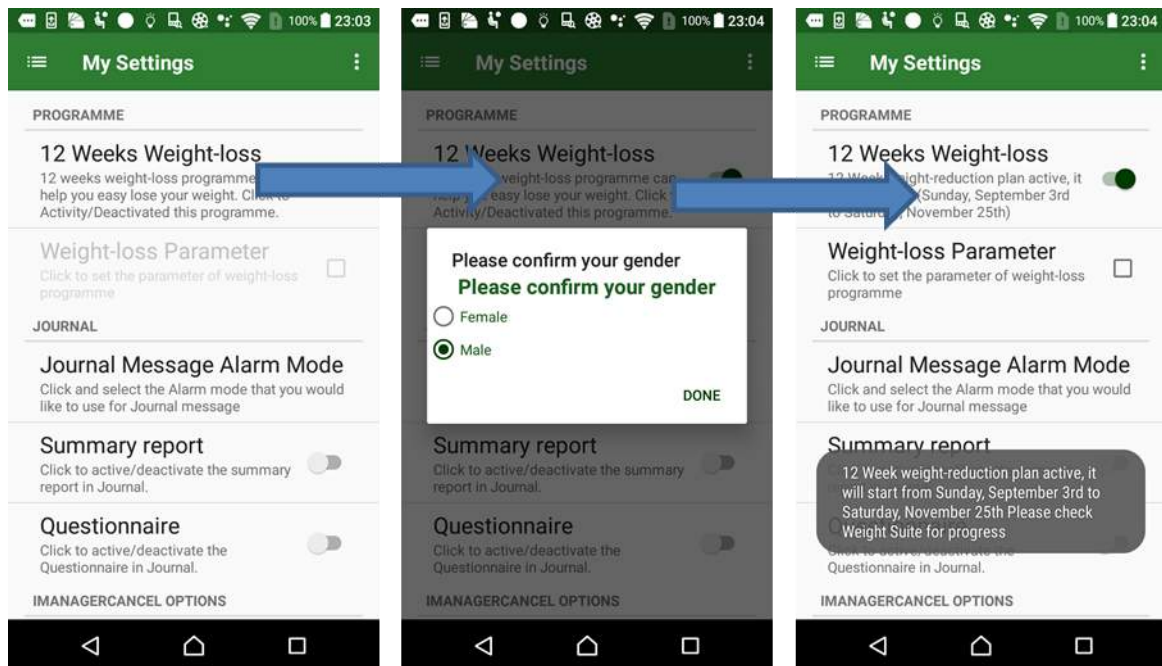 100% 23:03
My Settings
PROGRAMME
12 Weeks Weight-loss
12 weeks weight-loss programme
help you easy lose your weight.
Activity/Deactivated this programme.
Weight-loss Parameter
Click to set the parameter of weight-loss
programme
JOURNAL
Journal Message Alarm Mode
Click and select the Alarm mode that you would
like to use for Journal message
Summary report
Click to active/deactivate the summary
report in Journal.
Questionnaire
Click to active/deactivate the
Questionnaire in Journal.
IMANAGERCANCEL OPTIONS
100% 23:04
My Settings
PROGRAMME
12 Weeks Weight-loss
weight-loss programme can
help you easy lose your weight. Click
Activity/Deactivated this programme.
Please confirm your gender
Please confirm your gender
Female
Male
DONE
Summary report
Click to active/deactivate the summary
report in Journal.
Questionnaire
Click to active/deactivate the
Questionnaire in Journal.
IMANAGERCANCEL OPTIONS
100% 23:04
My Settings
PROGRAMME
12 Weeks Weight-loss
plan active, it
(Sunday, September 3rd
to Saturday, November 25th)
Weight-loss Parameter
Click to set the parameter of weight-loss
programme
JOURNAL
Journal Message Alarm Mode
Click and select the Alarm mode that you would
like to use for Journal message
Summary report
12 Week weight-reduction plan active, it
will start from Sunday, September 3rd to
Saturday, November 25th Please check
Weight Suite for progress
Questionnaire in Journal.
IMANAGERCANCEL OPTIONS